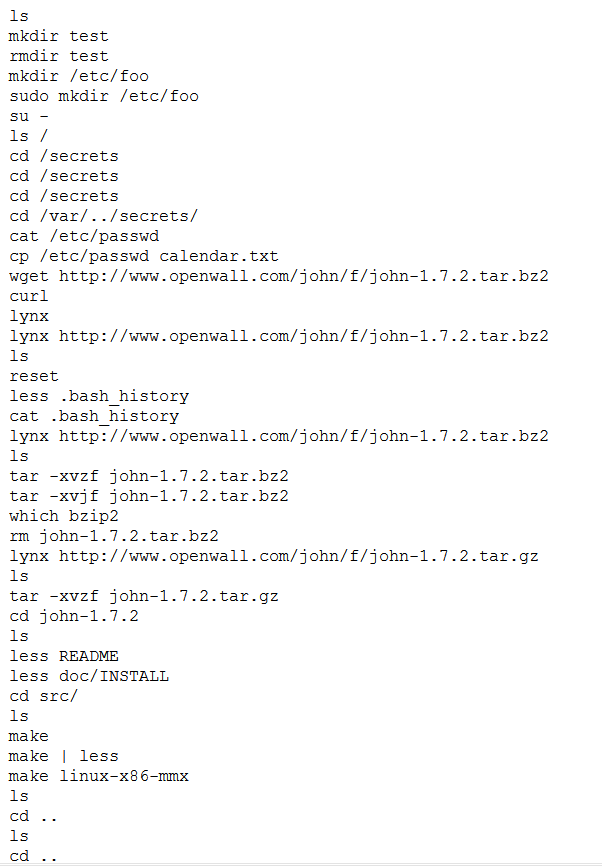 ls
mkdir test
rmdir test
mkdir /etc/foo
sudo mkdir /etc/foo
su -
ls /
cd /secrets
cd /secrets
cd /secrets
cd /var/../secrets/
cat /etc/passwd
cp /etc/passwd calendar.txt
wget http://www.openwall.com/john/f/john-1.7.2.tar.bz2
curl
lynx
lynx http://www.openwall.com/john/f/john-1.7.2.tar.bz2
ls
reset
less .bash_history
cat .bash_history
lynx http://www.openwall.com/john/f/john-1.7.2.tar.bz2
ls
tar -xvzf john-1.7.2.tar.bz2
tar -xvjf john-1.7.2.tar.bz2
which bzip2
rm john-1.7.2.tar.bz2
lynx http://www.openwall.com/john/f/john-1.7.2.tar.gz
ls
tar -xvzf john-1.7.2.tar.gz
cd john-1.7.2
ls
less README
less doc/INSTALL
cd src/
ls
make
make | less
make linux-x86-mmx
ls
cd ..
ls
cd ..